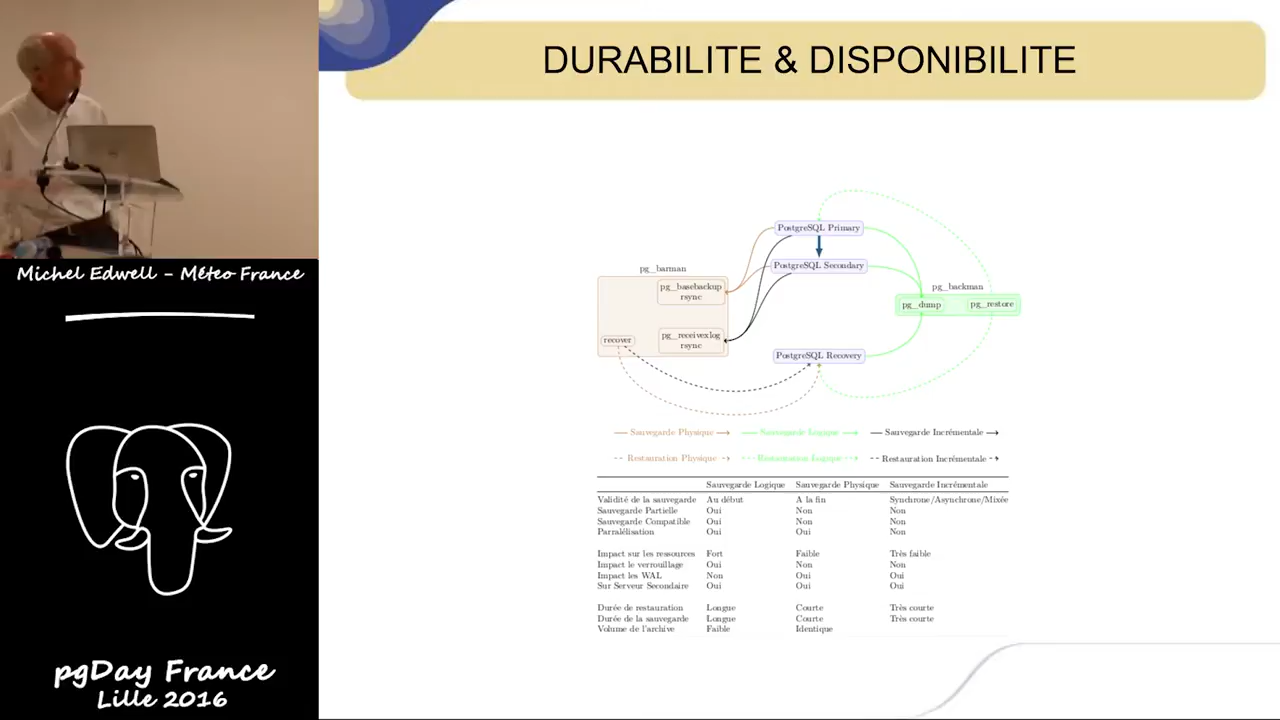 DURABILITE & DISPONIBILITE
Michel Edwell - Méteo France
pgDay France
Lille 2016
PostgreSQL Primary
PostgreSQL Secondary
pg_barman
pg_basebackup
rsync
pg_receivexlog
rsync
recover
pg_backman
pg_dump
pg_restore
PostgreSQL Recovery
Sauvegarde Physique
Sauvegarde Logique
Sauvegarde Incrémentale
Restauration Physique
Restauration Logique
Restauration Incrémentale
Sauvegarde Logique Sauvegarde Physique Sauvegarde Incrémentale
Validité de la sauvegarde Au début A la fin Synchrone/Asynchrone/Mixée
Sauvegarde Partielle Oui Non Non
Sauvegarde Compatible Oui Non Non
Parralélisation Oui Oui Non
Impact sur les ressources Fort Faible Très faible
Impact le verrouillage Oui Non Non
Impact les WAL Non Oui Oui
Sur Serveur Secondaire Oui Oui Oui
Durée de restauration Longue Courte Très courte
Durée de la sauvegarde Longue Courte Très courte
Volume de l'archive Faible Identique